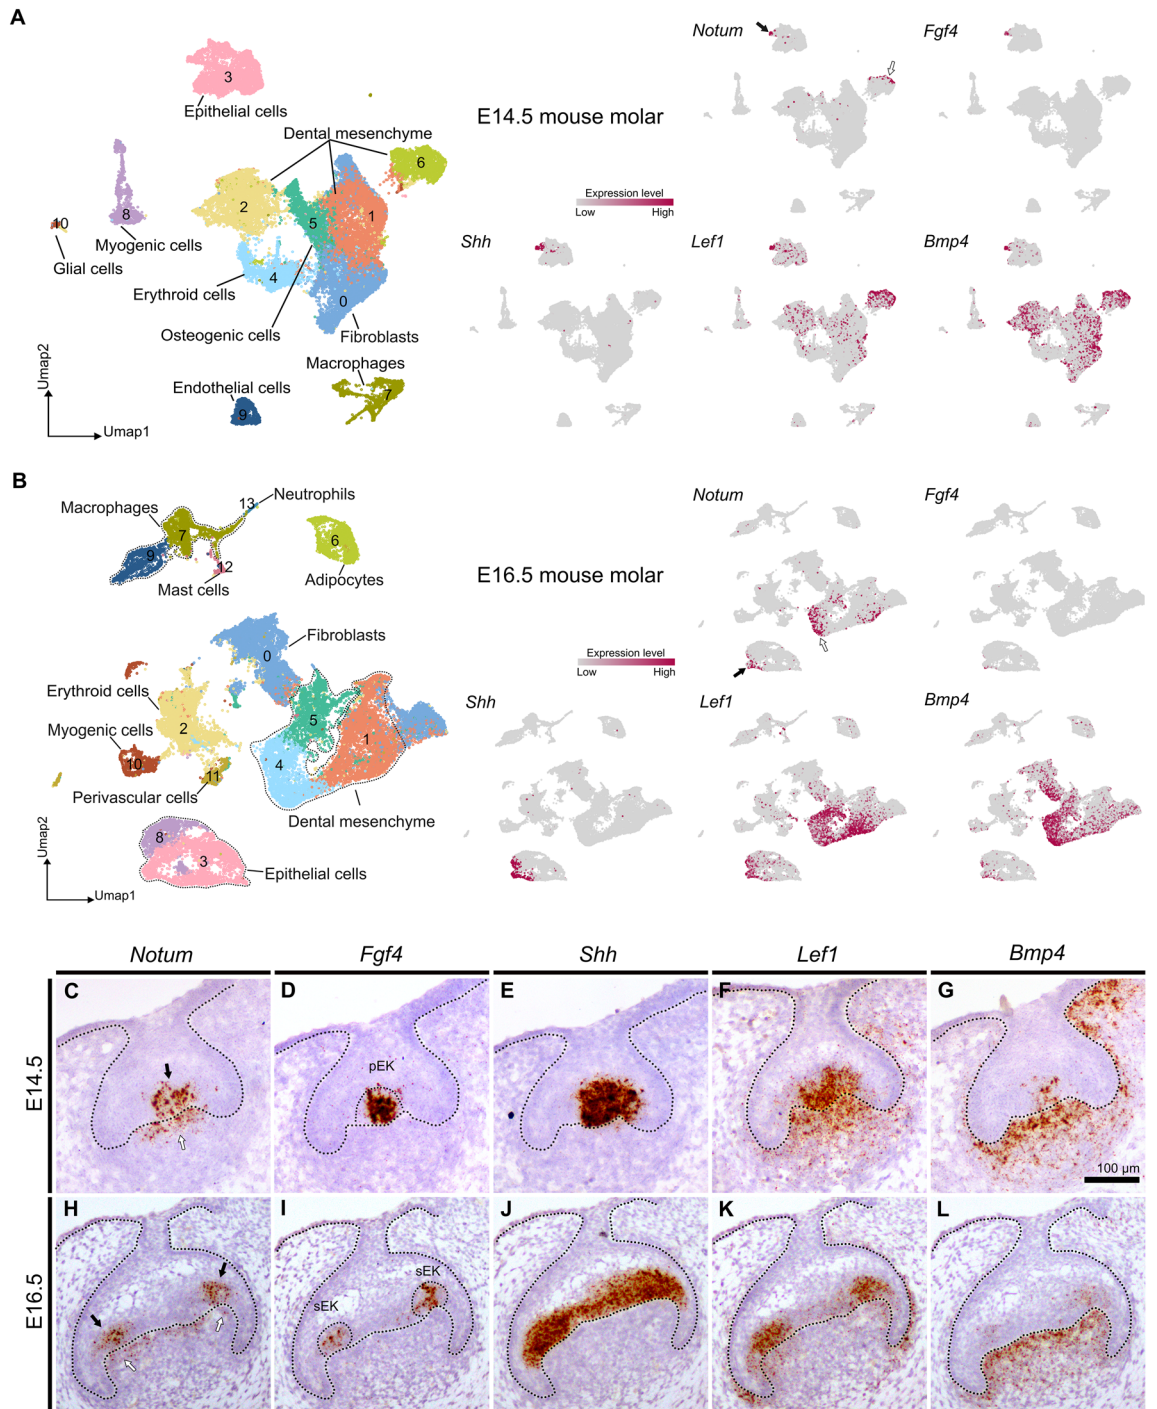 A
3
Epithelial cells
Dental mesenchyme
6
2
1
5
8
10
Myogenic cells
Glial cells
4
Erythroid cells
0
Osteogenic cells
Fibroblasts
Macrophages
Endothelial cells
7
9
Umap2
Umap1
E14.5 mouse molar
Expression level
Low High
Notum
Fgf4
Shh
Lef1
Bmp4
B
13
Neutrophils
Macrophages
7
6
9
12
Mast cells
Adipocytes
Fibroblasts
0
Erythroid cells
5
Myogenic cells
2
1
10
4
11
Perivascular cells
Dental mesenchyme
8
3
Epithelial cells
Umap2
Umap1
E16.5 mouse molar
Expression level
Low High
Notum
Fgf4
Shh
Lef1
Bmp4
Notum Fgf4 Shh Lef1 Bmp4
E14.5
C D E F G
pEK
100 µm
E16.5
H I J K L
sEK
sEK